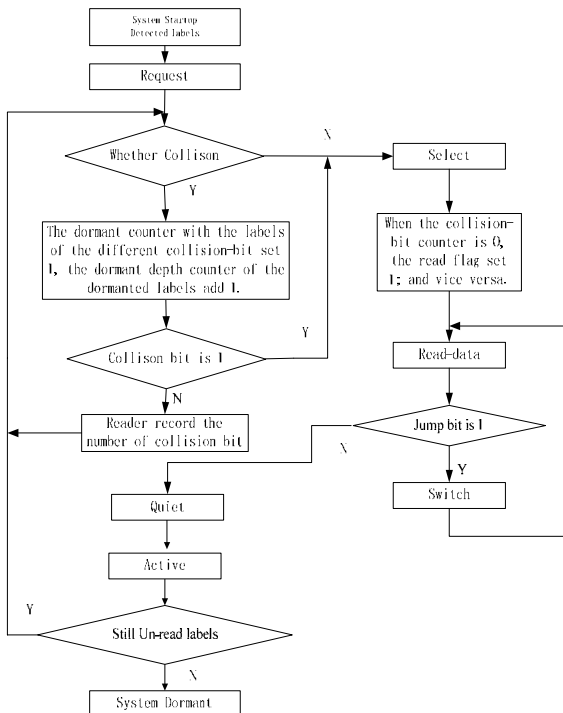 System Startop
Detected labels
Request
Whether Collison
X
Select
Y
The dormant counter with the labels
of the different collision-bit set
1, the dormant depth counter of the
dormanted labels add 1.
When the collision-
bit counter is 0,
the read flag set
1; and vice versa.
Y
Collison bit is 1
Read-data
N
Reader record the
number of collision bit
Jump bit is 1
X
Y
Quiet
Switch
Active
Y
Still Un-read labels
X
System Dormant